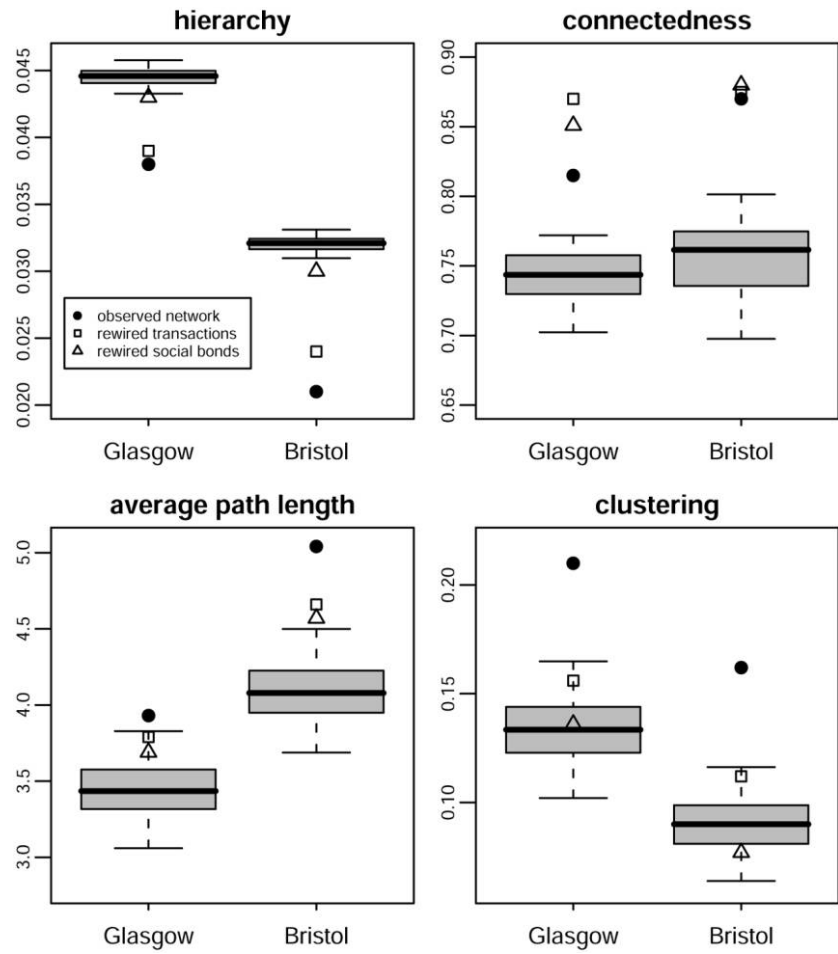 hierarchy
0.045
0.040
0.035
0.030
0.025
0.020
observed network
rewired transactions
rewired social bonds
Glasgow Bristol
connectedness
0.90
0.85
0.80
0.75
0.70
0.65
Glasgow Bristol
average path length
5.0
4.5
4.0
3.5
3.0
Glasgow Bristol
clustering
0.20
0.15
0.10
Glasgow Bristol